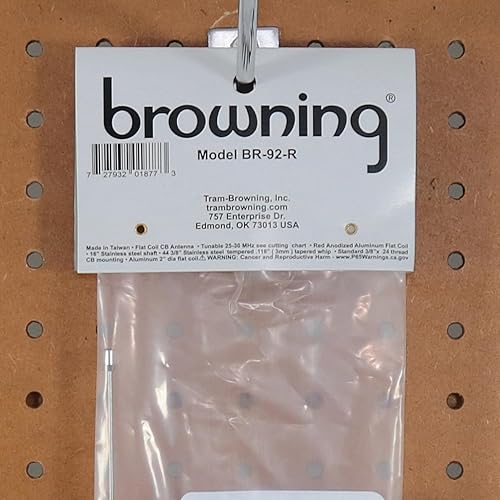 browning®
Model BR-92-R
7 27932 01877 3
Tram-Browning, Inc.
trambrowning.com
757 Enterprise Dr.
Edmond, OK 73013 USA
Made in Taiwan • Flat Coil CB Antenna • Tunable 25-30 MHz see cutting chart • Red Anodized Aluminum Flat Coil
• 16" Stainless steel shaft • 44 3/8" Stainless steel tempered .118" ( 3mm ) tapered whip • Standard 3/8"x 24 thread
CB mounting • Aluminum 2" dia flat coil.⚠ WARNING: Cancer and Reproductive Harm - www.P65Warnings.ca.gov